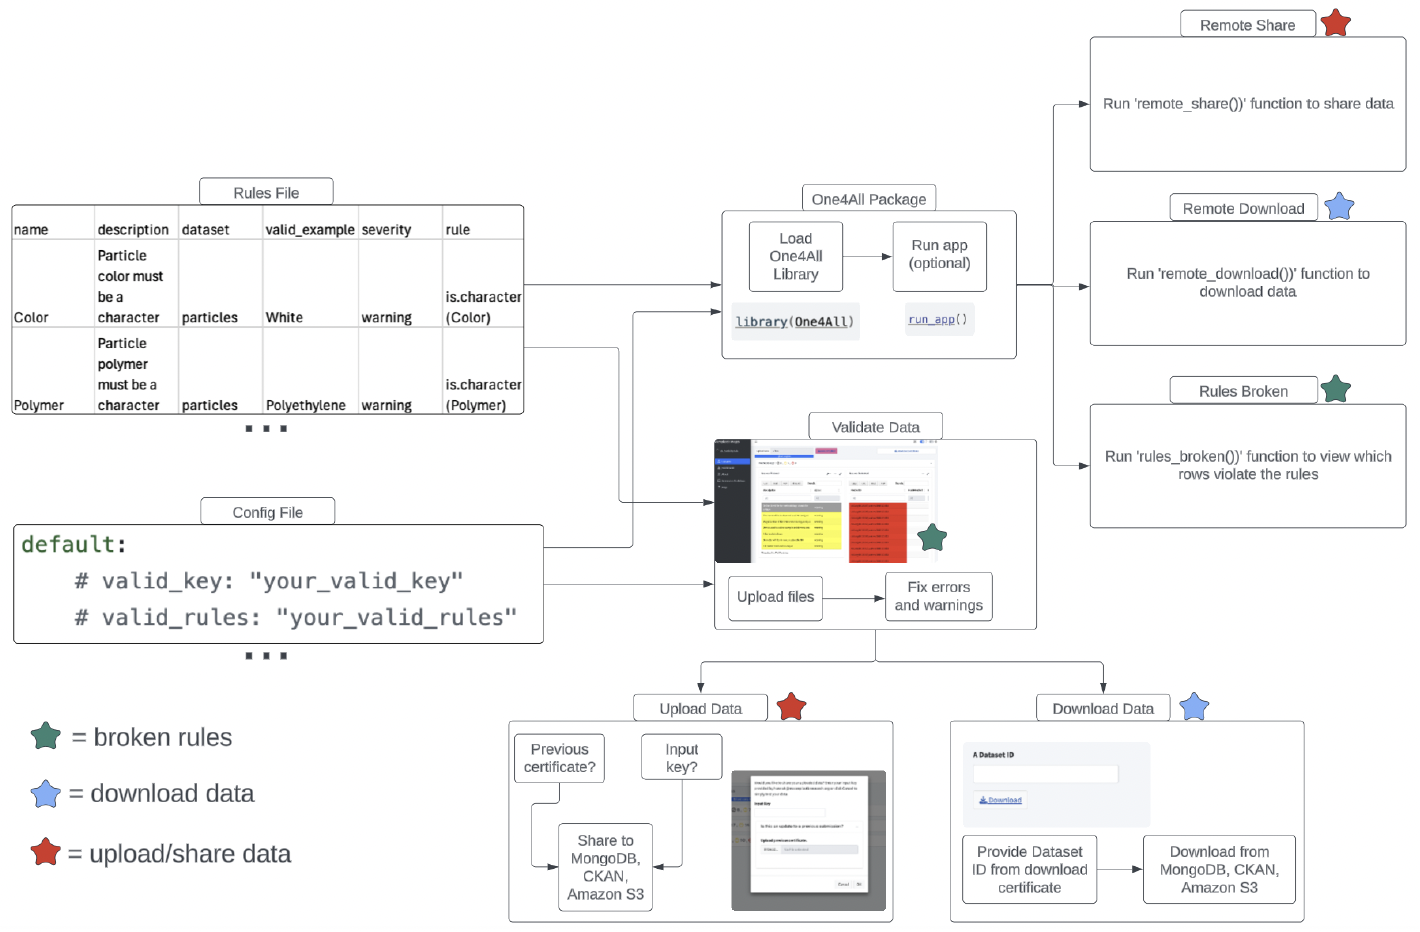 Remote Share
Run 'remote_share())' function to share data
Remote Download
Run 'remote_download())' function to
download data
Rules Broken
Run 'rules_broken())' function to view which
rows violate the rules
Rules File
name description dataset valid_example severity rule
Color
Particle
color must
be a
character
particles
White
warning
is.character
(Color)
Polymer
Particle
polymer
must be a
character
particles
Polyethylene
warning
is.character
(Polymer)
...
One4All Package
Load
One4All
Library
Run app
(optional)
library(One4All)
run_app()
Config File
default:
# valid_key: "your_valid_key"
# valid_rules: "your_valid_rules"
...
Validate Data
Upload files
Fix errors
and warnings
= broken rules
= download data
= upload/share data
Upload Data
Previous
certificate?
Input
key?
Share to
MongoDB,
CKAN,
Amazon S3
Download Data
A Dataset ID
Download
Provide Dataset
ID from download
certificate
Download from
MongoDB, CKAN,
Amazon S3